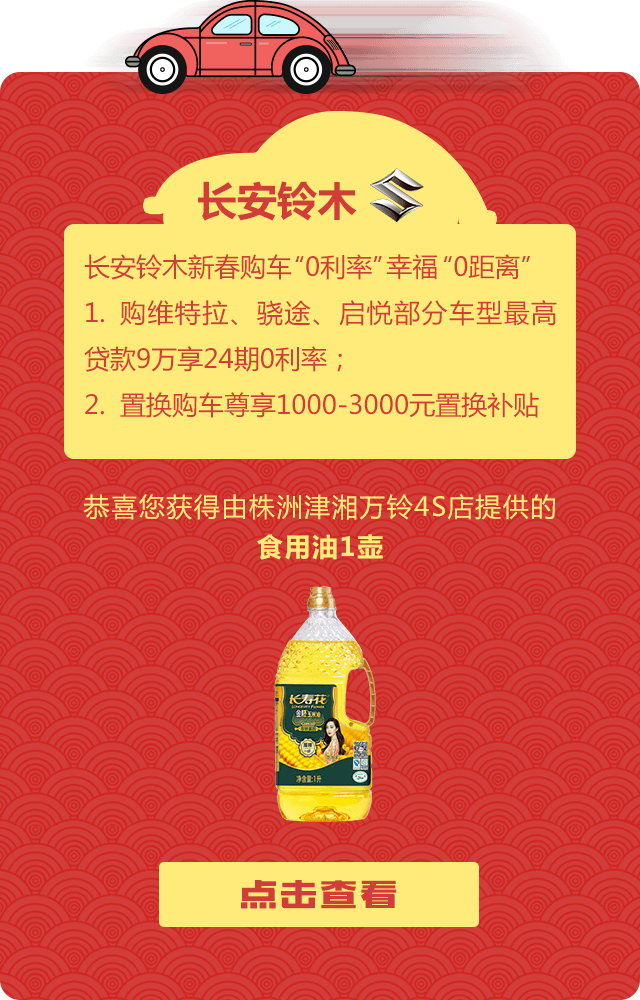 长安铃木
长安铃木新春购车“0利率”幸福“0距离”
1. 购维特拉、骁途、启悦部分车型最高
贷款9万享24期0利率；
2. 置换购车尊享1000-3000元置换补贴
恭喜您获得由株洲津湘万铃4S店提供的
食用油1壶
长寿花
金胚玉米油
净含量:1升
点击查看